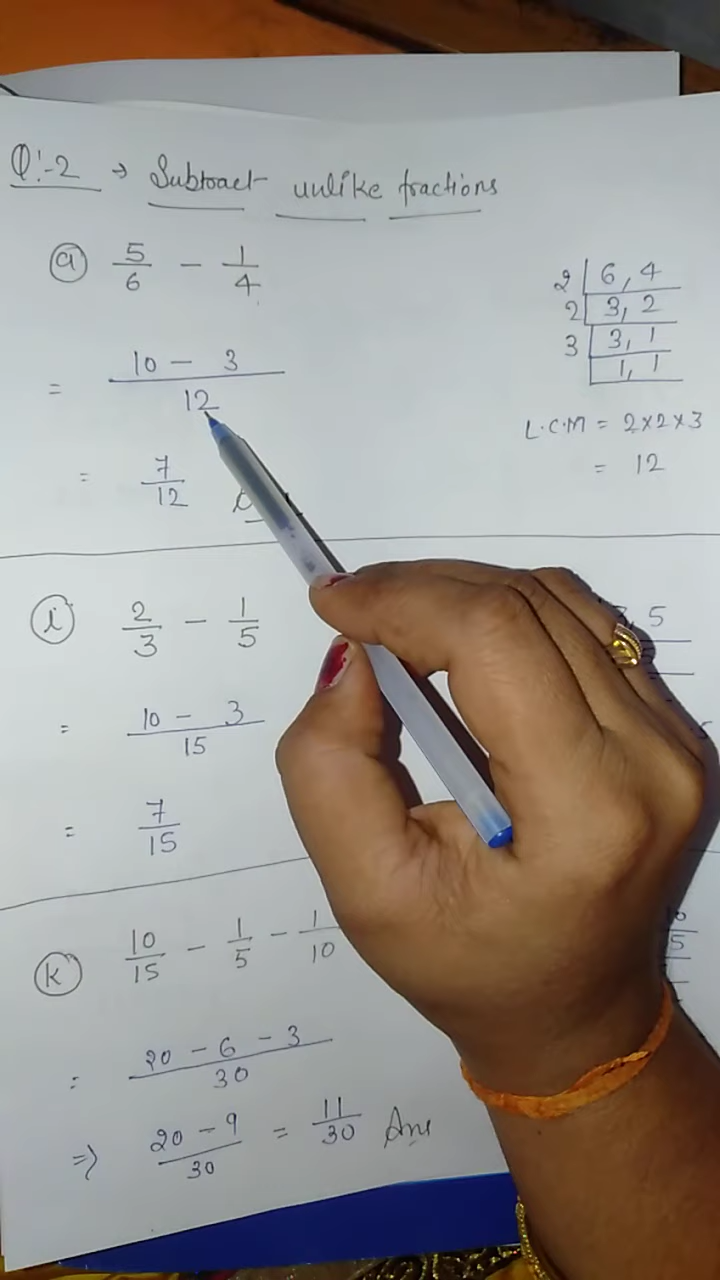 Q:-2 → Subtract unlike fractions
(a) 5/6 - 1/4
= 10 - 3 / 12
= 7/12
2 | 6, 4
2 | 3, 2
3 | 3, 1
1, 1
L.C.M = 2×2×3
= 12
(i) 2/3 - 1/5
= 10 - 3 / 15
= 7/15
, 5
(k) 10/15 - 1/5 - 1/10
= 20 - 6 - 3 / 30
⇒ 20 - 9 / 30 = 11/30 Ans